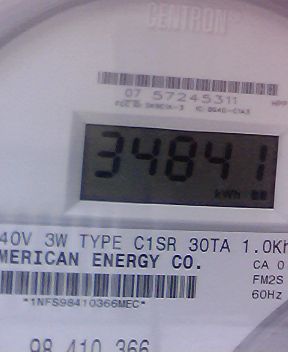 CENTRON
07 57245311
34841
kWh
40V 3W TYPE C1SR 30TA 1.0Kh
MERICAN ENERGY CO.
CA 0
FM2S
60Hz
*1NFS98410366MEC*
98 410 366